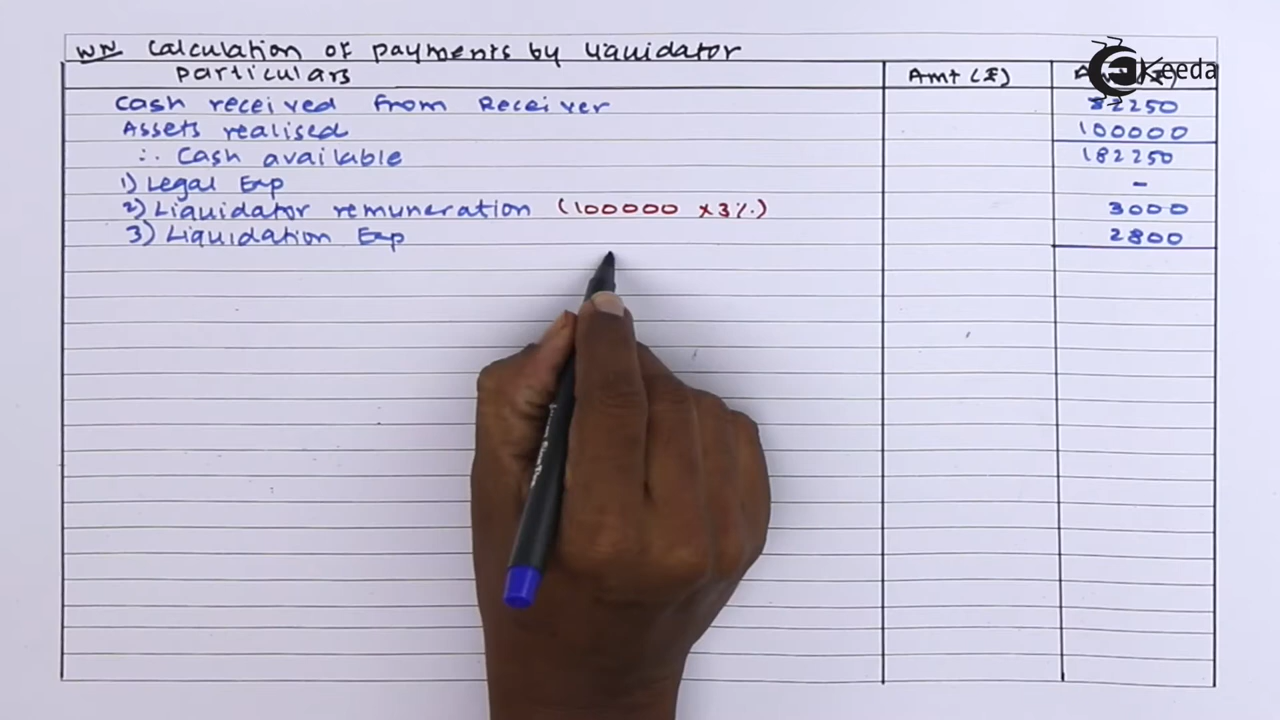 WN Calculation of payments by Liquidator
Particulars Amt (₹)
Keeda
Cash received from Receiver 82250
Assets realised 100000
∴ Cash available 182250
1) Legal Exp -
2) Liquidator remuneration (100000 x 3%) 3000
3) Liquidation Exp 2800